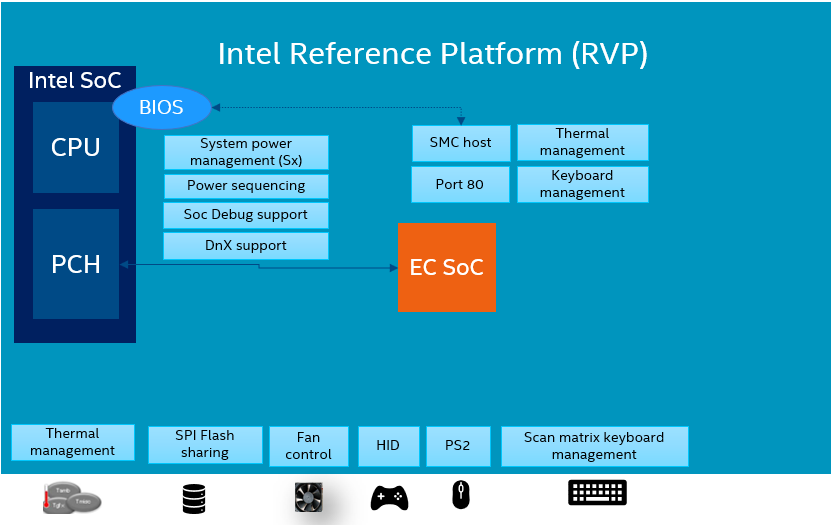 Intel Reference Platform (RVP)
Intel SoC
BIOS
CPU
System power
management (Sx)
Power sequencing
Soc Debug support
DnX support
SMC host
Thermal
management
Port 80
Keyboard
management
PCH
EC SoC
Thermal
management
SPI Flash
sharing
Fan
control
HID
PS2
Scan matrix keyboard
management
Tamb